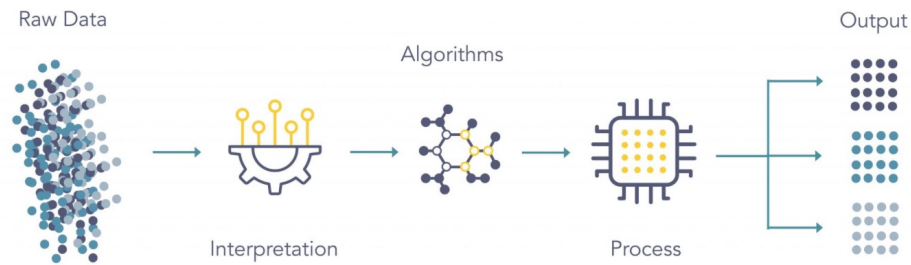 Raw Data
Output
Algorithms
Interpretation
Process